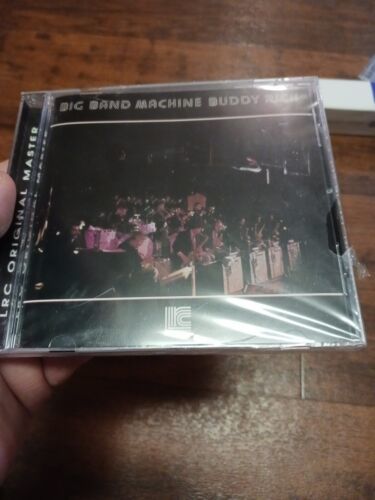 BIG BAND MACHINE BUDDY RICH
LRC ORIGINAL MASTER